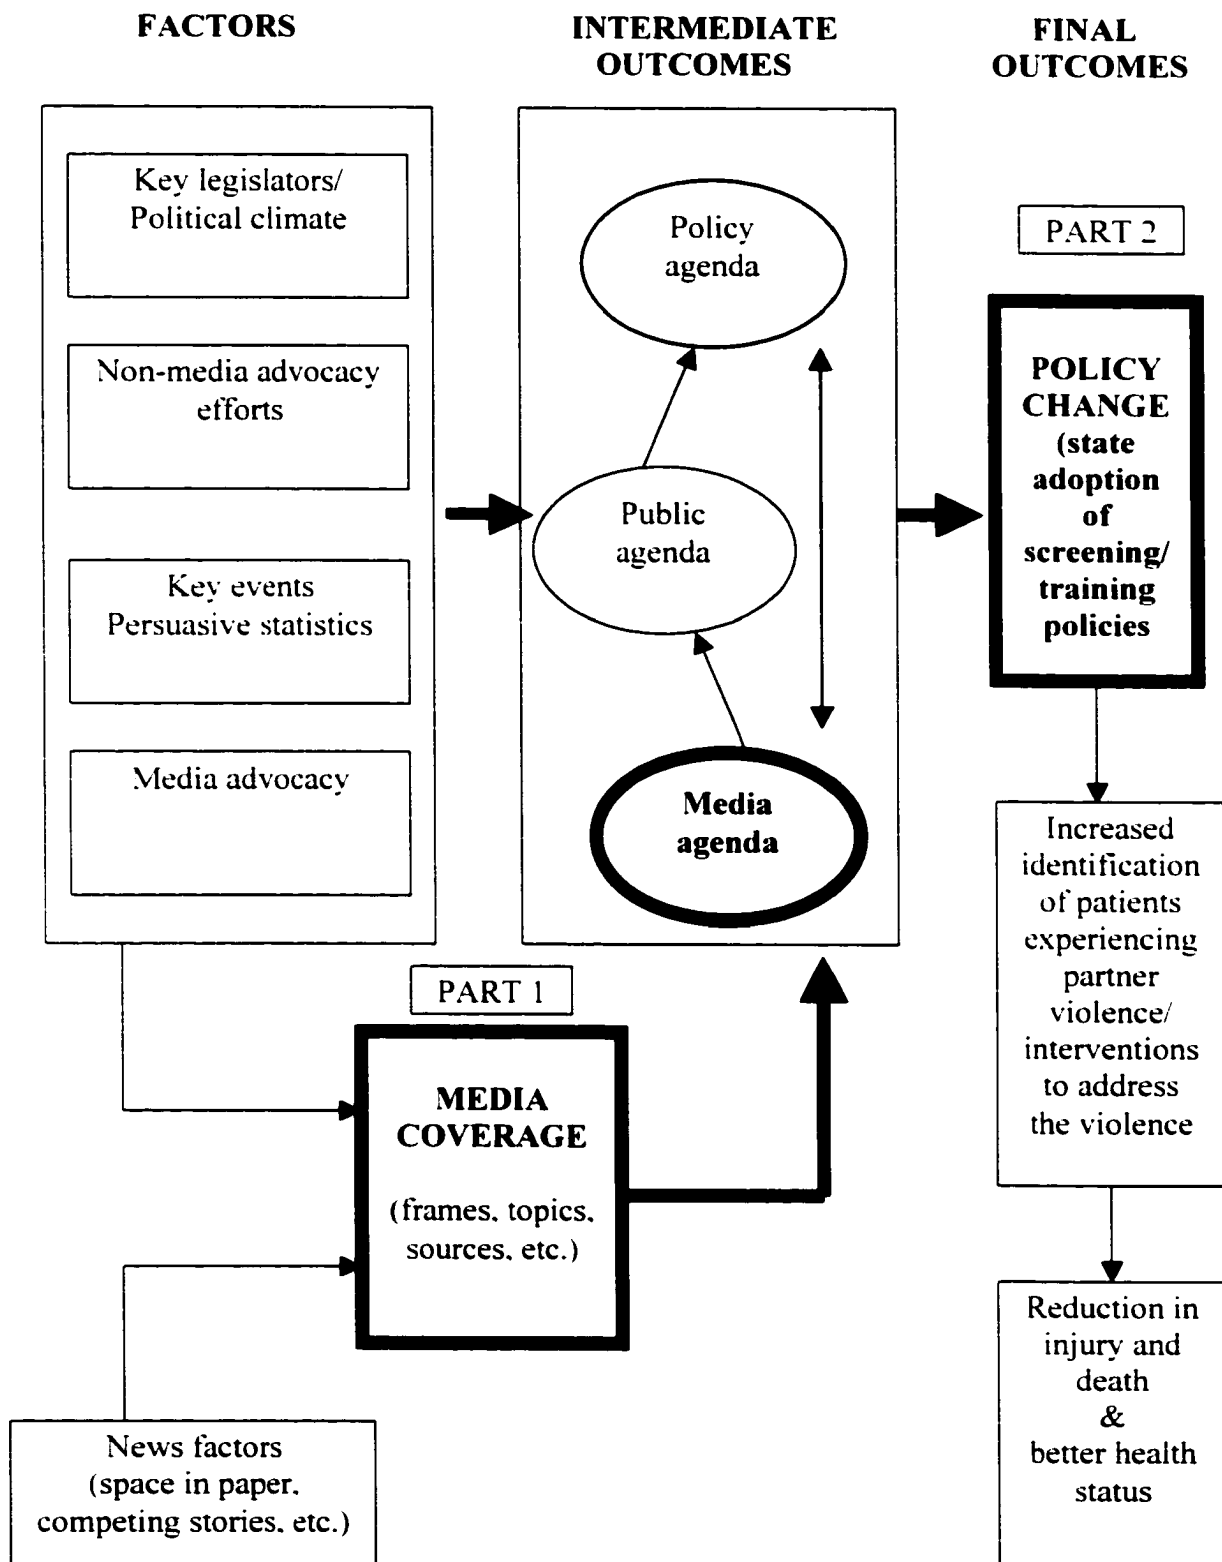 FACTORS
INTERMEDIATE
OUTCOMES
FINAL
OUTCOMES
Key legislators/
Political climate
Non-media advocacy
efforts
Key events
Persuasive statistics
Media advocacy
Policy
agenda
Public
agenda
Media
agenda
PART 2
POLICY
CHANGE
(state
adoption
of
screening/
training
policies
Increased
identification
of patients
experiencing
partner
violence/
interventions
to address
the violence
Reduction in
injury and
death
&
better health
status
PART 1
MEDIA
COVERAGE
(frames, topics,
sources, etc.)
News factors
(space in paper,
competing stories, etc.)